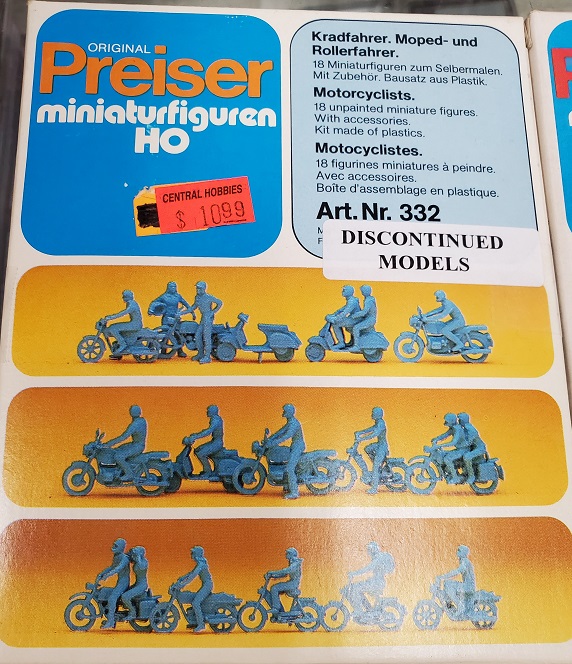 ORIGINAL
Preiser
miniaturfiguren
HO
CENTRAL HOBBIES
$ 1099
Kradfahrer. Moped- und
Rollerfahrer.
18 Miniaturfiguren zum Selbermalen.
Mit Zubehör. Bausatz aus Plastik.
Motorcyclists.
18 unpainted miniature figures.
With accessories.
Kit made of plastics.
Motocyclistes.
18 figurines miniatures à peindre.
Avec accessoires.
Boîte d'assemblage en plastique.
Art. Nr. 332
DISCONTINUED
MODELS